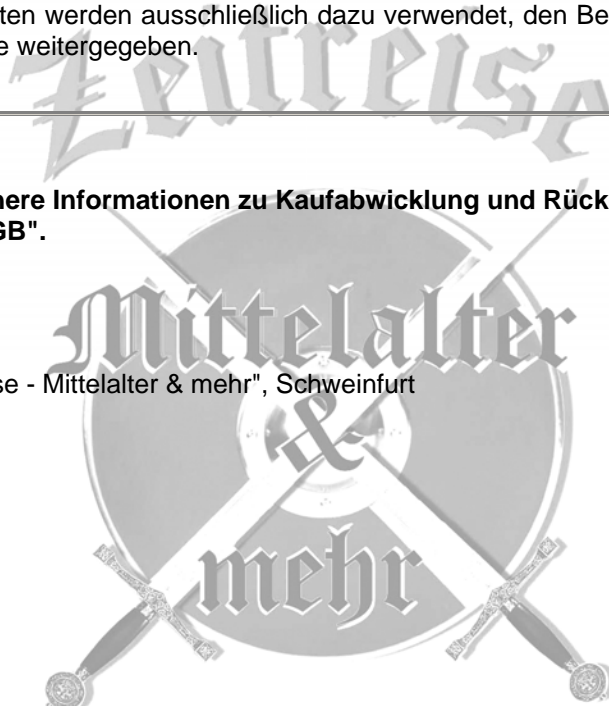 ten werden ausschließlich dazu verwendet, den Be
e weitergegeben.
Zeitreise
here Informationen zu Kaufabwicklung und Rück
GB".
Mittelalter
se - Mittelalter & mehr", Schweinfurt
&
mehr